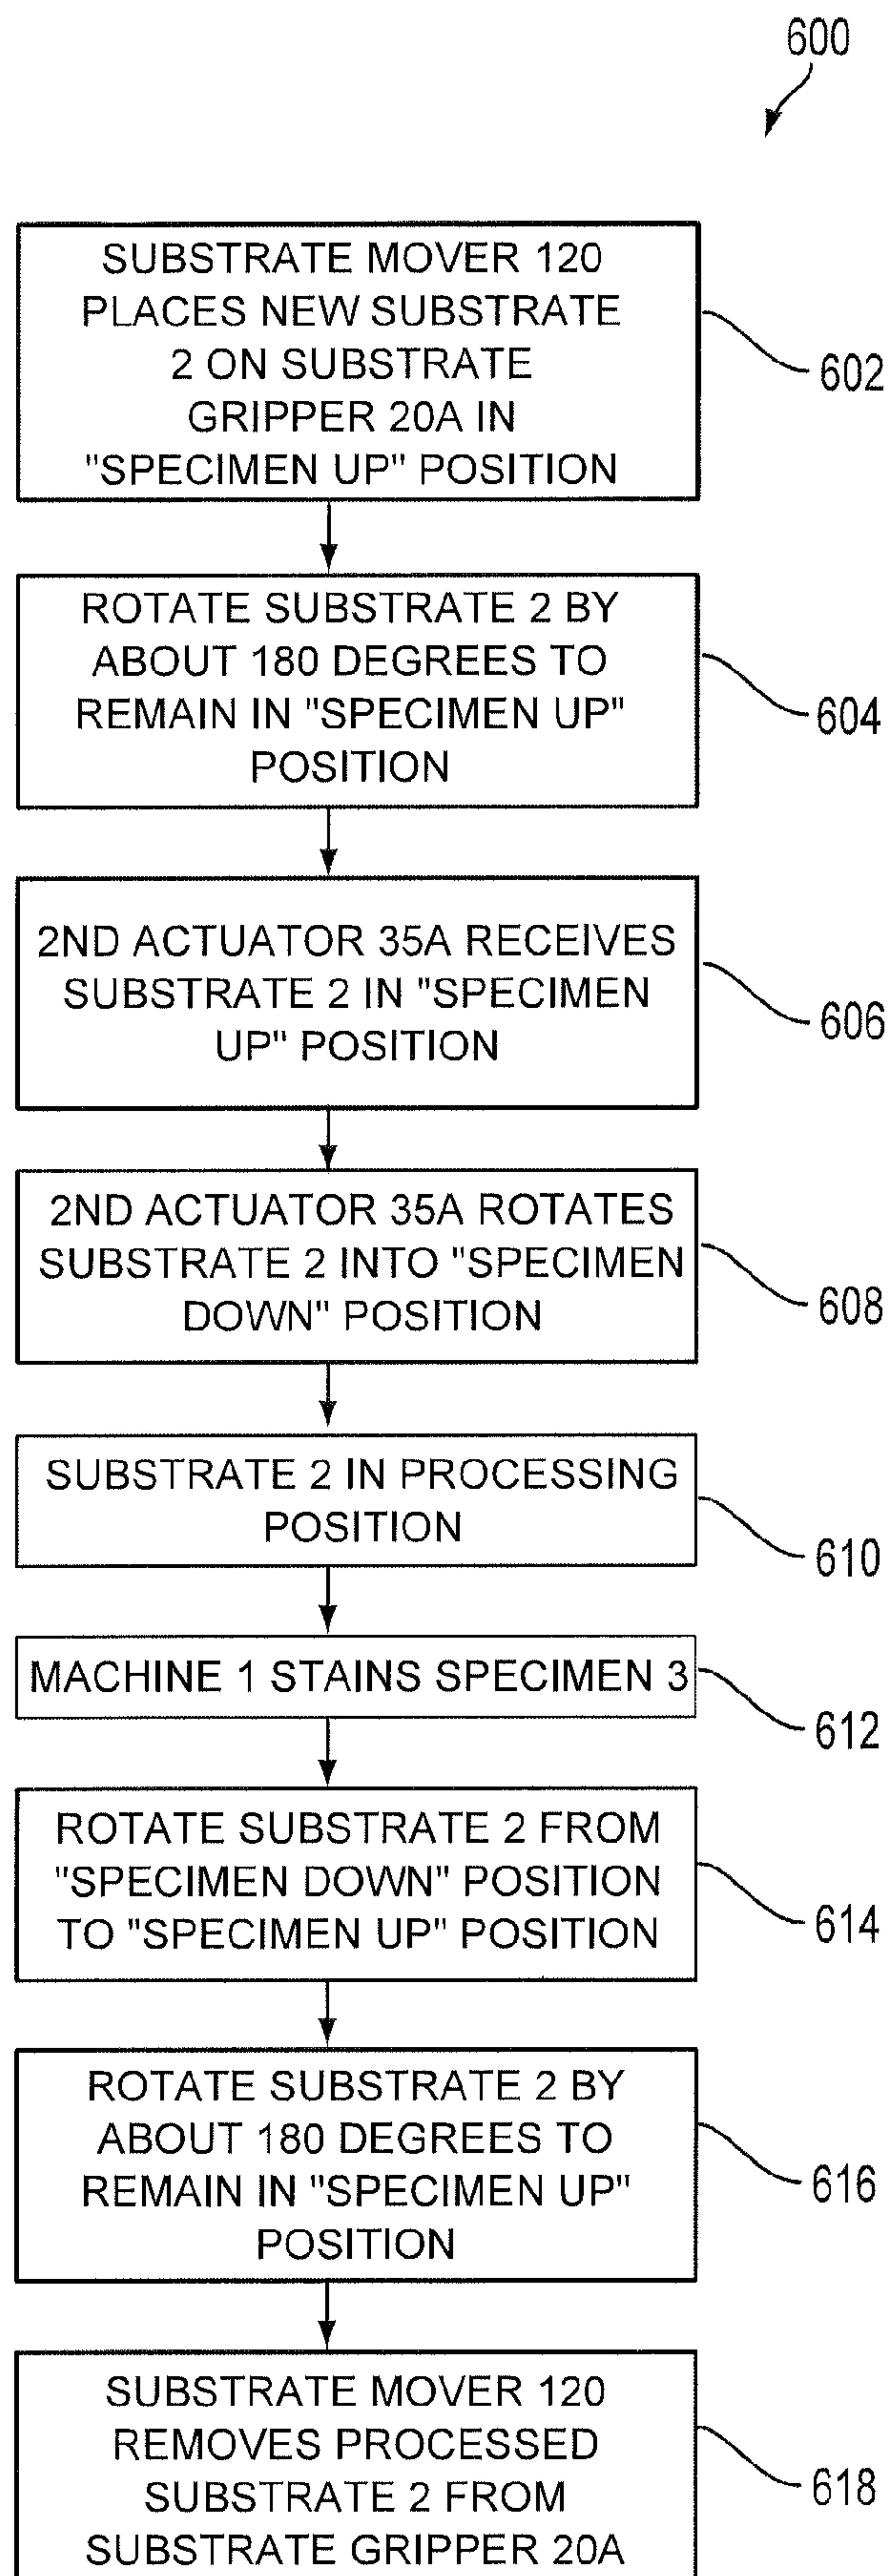 600
SUBSTRATE MOVER 120
PLACES NEW SUBSTRATE
2 ON SUBSTRATE
GRIPPER 20A IN
"SPECIMEN UP" POSITION
602
ROTATE SUBSTRATE 2 BY
ABOUT 180 DEGREES TO
REMAIN IN "SPECIMEN UP"
POSITION
604
2ND ACTUATOR 35A RECEIVES
SUBSTRATE 2 IN "SPECIMEN
UP" POSITION
606
2ND ACTUATOR 35A ROTATES
SUBSTRATE 2 INTO "SPECIMEN
DOWN" POSITION
608
SUBSTRATE 2 IN PROCESSING
POSITION
610
MACHINE 1 STAINS SPECIMEN 3
612
ROTATE SUBSTRATE 2 FROM
"SPECIMEN DOWN" POSITION
TO "SPECIMEN UP" POSITION
614
ROTATE SUBSTRATE 2 BY
ABOUT 180 DEGREES TO
REMAIN IN "SPECIMEN UP"
POSITION
616
SUBSTRATE MOVER 120
REMOVES PROCESSED
SUBSTRATE 2 FROM
SUBSTRATE GRIPPER 20A
618